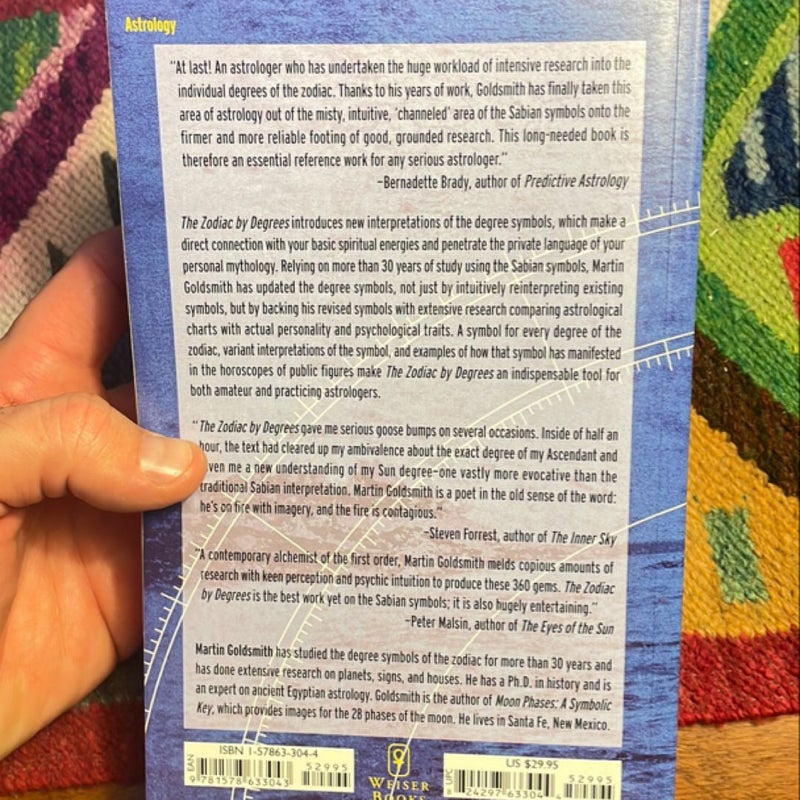 Astrology
"At last! An astrologer who has undertaken the huge workload of intensive research into the
individual degrees of the zodiac. Thanks to his years of work, Goldsmith has finally taken this
area of astrology out of the misty, intuitive, 'channeled' area of the Sabian symbols onto the
firmer and more reliable footing of good, grounded research. This long-needed book is
therefore an essential reference work for any serious astrologer."
–Bernadette Brady, author of Predictive Astrology
The Zodiac by Degrees introduces new interpretations of the degree symbols, which make a
direct connection with your basic spiritual energies and penetrate the private language of your
personal mythology. Relying on more than 30 years of study using the Sabian symbols, Martin
Goldsmith has updated the degree symbols, not just by intuitively reinterpreting existing
symbols, but by backing his revised symbols with extensive research comparing astrological
charts with actual personality and psychological traits. A symbol for every degree of the
zodiac, variant interpretations of the symbol, and examples of how that symbol has manifested
in the horoscopes of public figures make The Zodiac by Degrees an indispensable tool for
both amateur and practicing astrologers.
"The Zodiac by Degrees gave me serious goose bumps on several occasions. Inside of half an
hour, the text had cleared up my ambivalence about the exact degree of my Ascendant and
ven me a new understanding of my Sun degree–one vastly more evocative than the
traditional Sabian interpretation. Martin Goldsmith is a poet in the old sense of the word:
he's on fire with imagery, and the fire is contagious."
–Steven Forrest, author of The Inner Sky
"A contemporary alchemist of the first order, Martin Goldsmith melds copious amounts of
research with keen perception and psychic intuition to produce these 360 gems. The Zodiac
by Degrees is the best work yet on the Sabian symbols; it is also hugely entertaining."
–Peter Malsin, author of The Eyes of the Sun
Martin Goldsmith has studied the degree symbols of the zodiac for more than 30 years and
has done extensive research on planets, signs, and houses. He has a Ph.D. in history and is
an expert on ancient Egyptian astrology. Goldsmith is the author of Moon Phases: A Symbolic
Key, which provides images for the 28 phases of the moon. He lives in Santa Fe, New Mexico.
ISBN 1-57863-304-4
52995
EAN
9 781578 633043
WEISER
BOOKS
US $29.95
52995
UPC
24297 63304